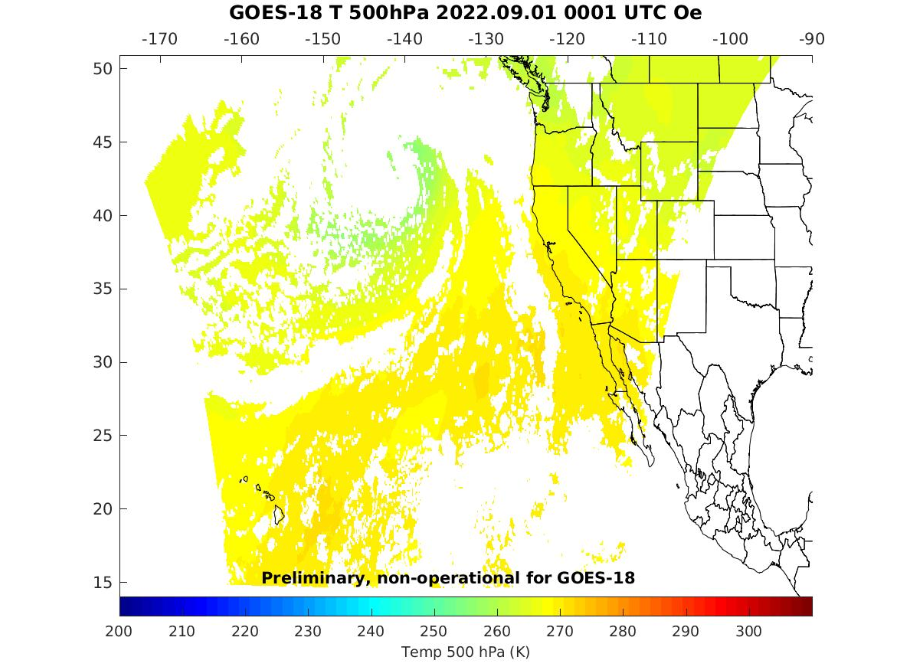 GOES-18 T 500hPa 2022.09.01 0001 UTC Oe
-170 -160 -150 -140 -130 -120 -110 -100 -90
50
45
40
35
30
25
20
15
Preliminary, non-operational for GOES-18
200 210 220 230 240 250 260 270 280 290 300
Temp 500 hPa (K)